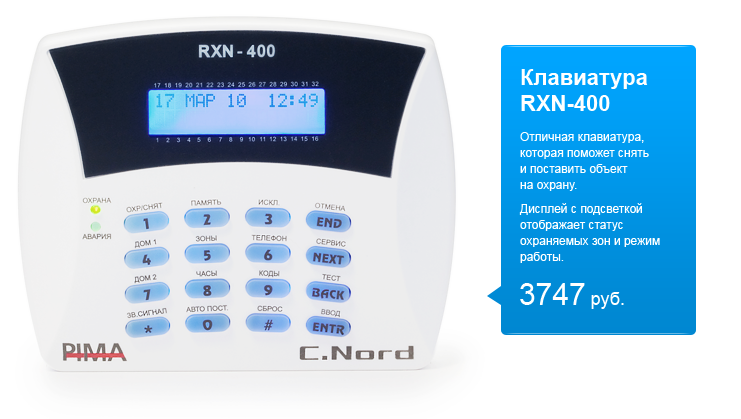 RXN - 400
17 18 19 20 21 22 23 24 25 26 27 28 29 30 31 32
17 МАР 10 12:49
1 2 3 4 5 6 7 8 9 10 11 12 13 14 15 16
ОХРАНА
АВАРИЯ
ОХР/СНЯТ ПАМЯТЬ ИСКЛ. ОТМЕНА
1 2 3 END
ДОМ 1 ЗОНЫ ТЕЛЕФОН СЕРВИС
4 5 6 NEXT
ДОМ 2 ЧАСЫ КОДЫ ТЕСТ
7 8 9 BACK
ЗВ.СИГНАЛ АВТО ПОСТ. СБРОС ВВОД
* 0 # ENTR
PIMA
C.Nord
Клавиатура
RXN-400
Отличная клавиатура,
которая поможет снять
и поставить объект
на охрану.
Дисплей с подсветкой
отображает статус
охраняемых зон и режим
работы.
3747 руб.